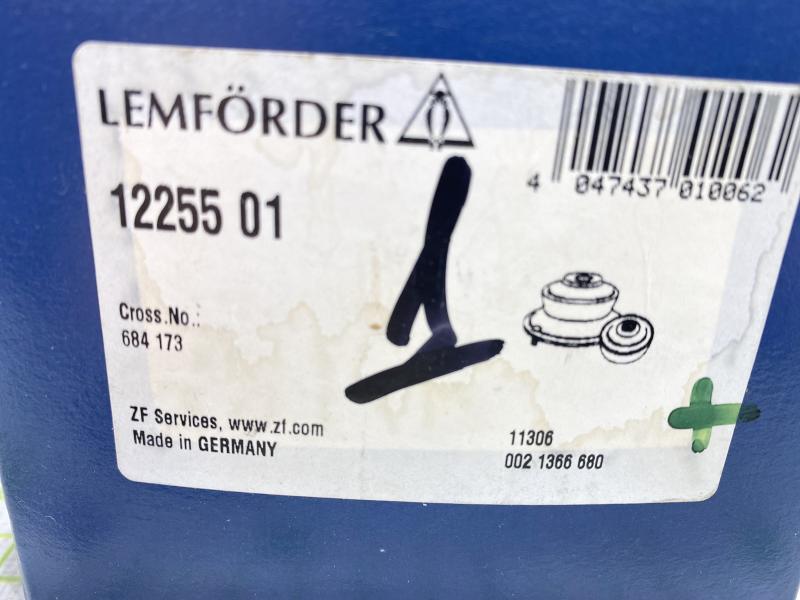 LEMFÖRDER
4 047437 010062
12255 01
Cross.No.:
684 173
ZF Services, www.zf.com
Made in GERMANY
11306
002 1366 680